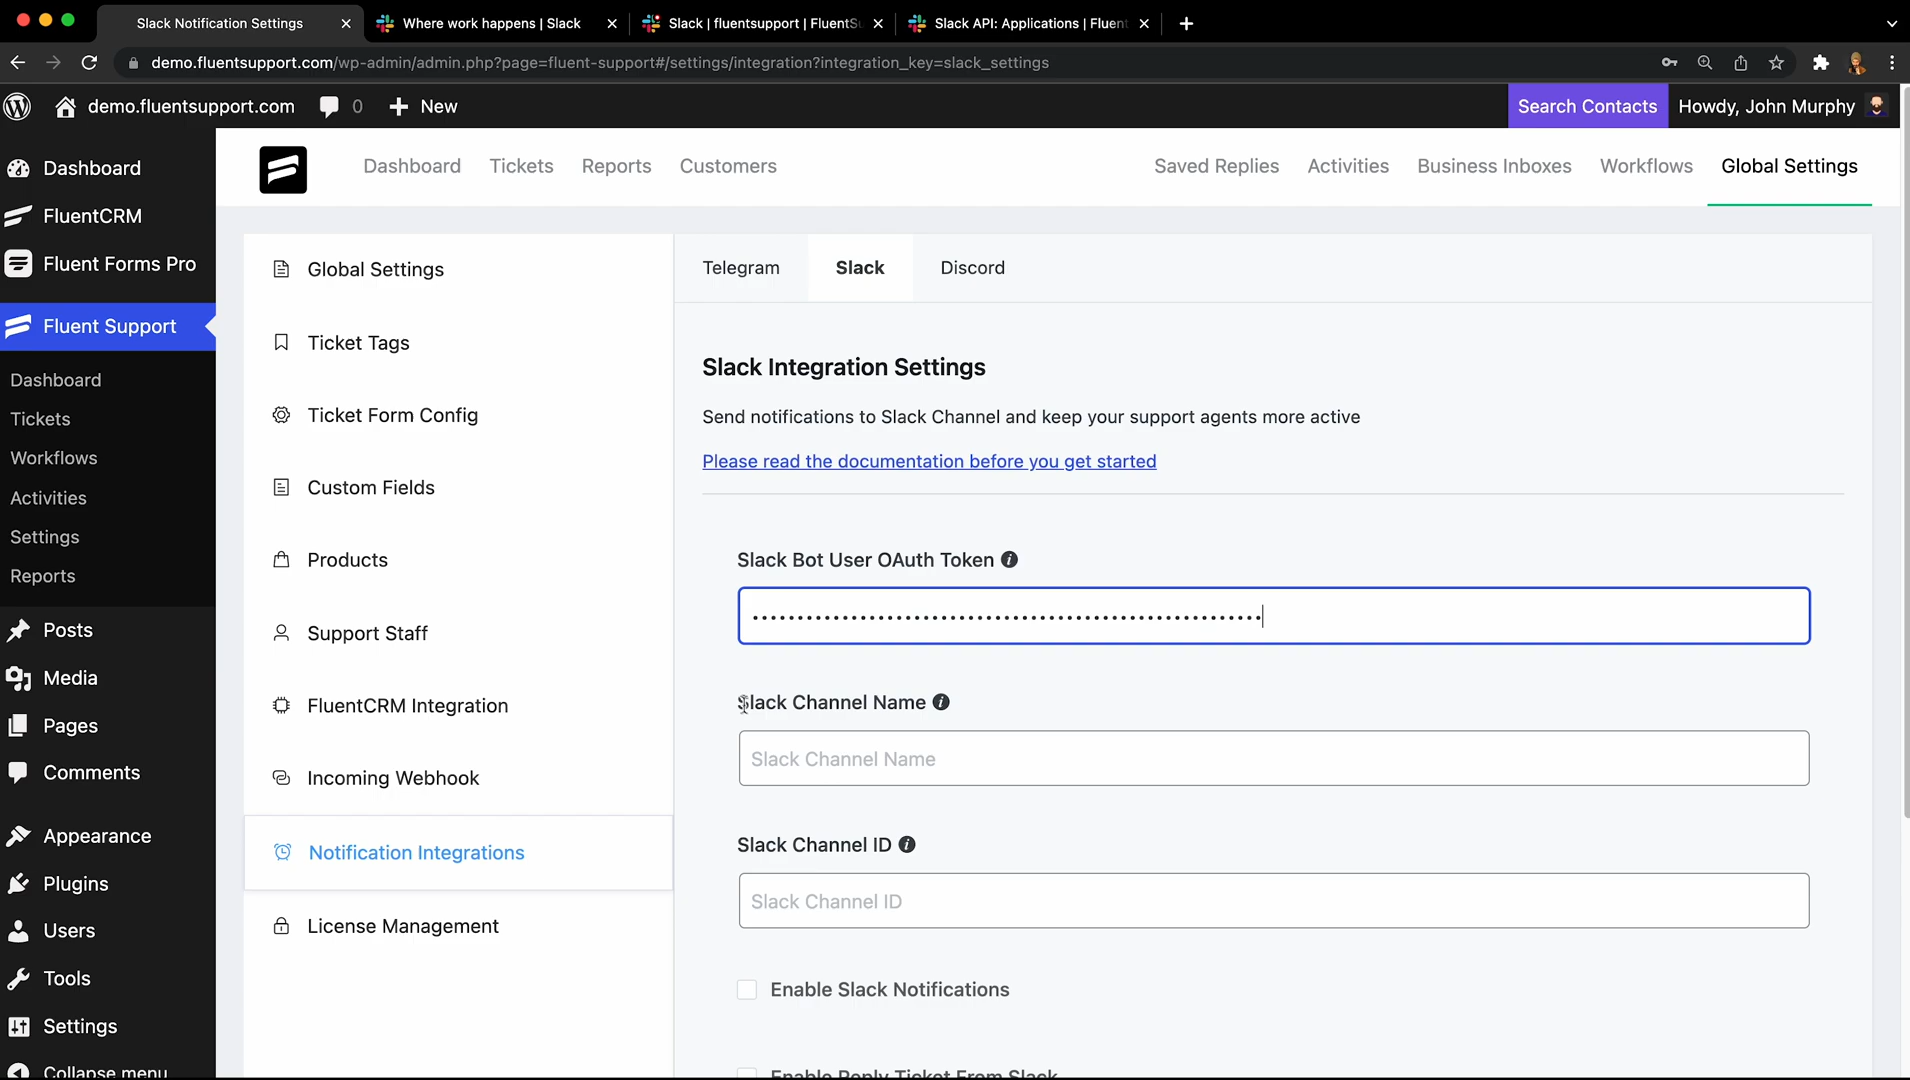 Slack Notification Settings
Where work happens | Slack
Slack | fluentsupport | FluentSu
Slack API: Applications | Fluent
demo.fluentsupport.com/wp-admin/admin.php?page=fluent-support#/settings/integration?integration_key=slack_settings
demo.fluentsupport.com
0
New
Search Contacts
Howdy, John Murphy
Dashboard
FluentCRM
Fluent Forms Pro
Fluent Support
Dashboard
Tickets
Workflows
Activities
Settings
Reports
Posts
Media
Pages
Comments
Appearance
Plugins
Users
Tools
Settings
Collapse menu
Dashboard
Tickets
Reports
Customers
Saved Replies
Activities
Business Inboxes
Workflows
Global Settings
Global Settings
Ticket Tags
Ticket Form Config
Custom Fields
Products
Support Staff
FluentCRM Integration
Incoming Webhook
Notification Integrations
License Management
Telegram
Slack
Discord
Slack Integration Settings
Send notifications to Slack Channel and keep your support agents more active
Please read the documentation before you get started
Slack Bot User OAuth Token
Slack Channel Name
Slack Channel Name
Slack Channel ID
Slack Channel ID
Enable Slack Notifications
Enable Reply Ticket From Slack